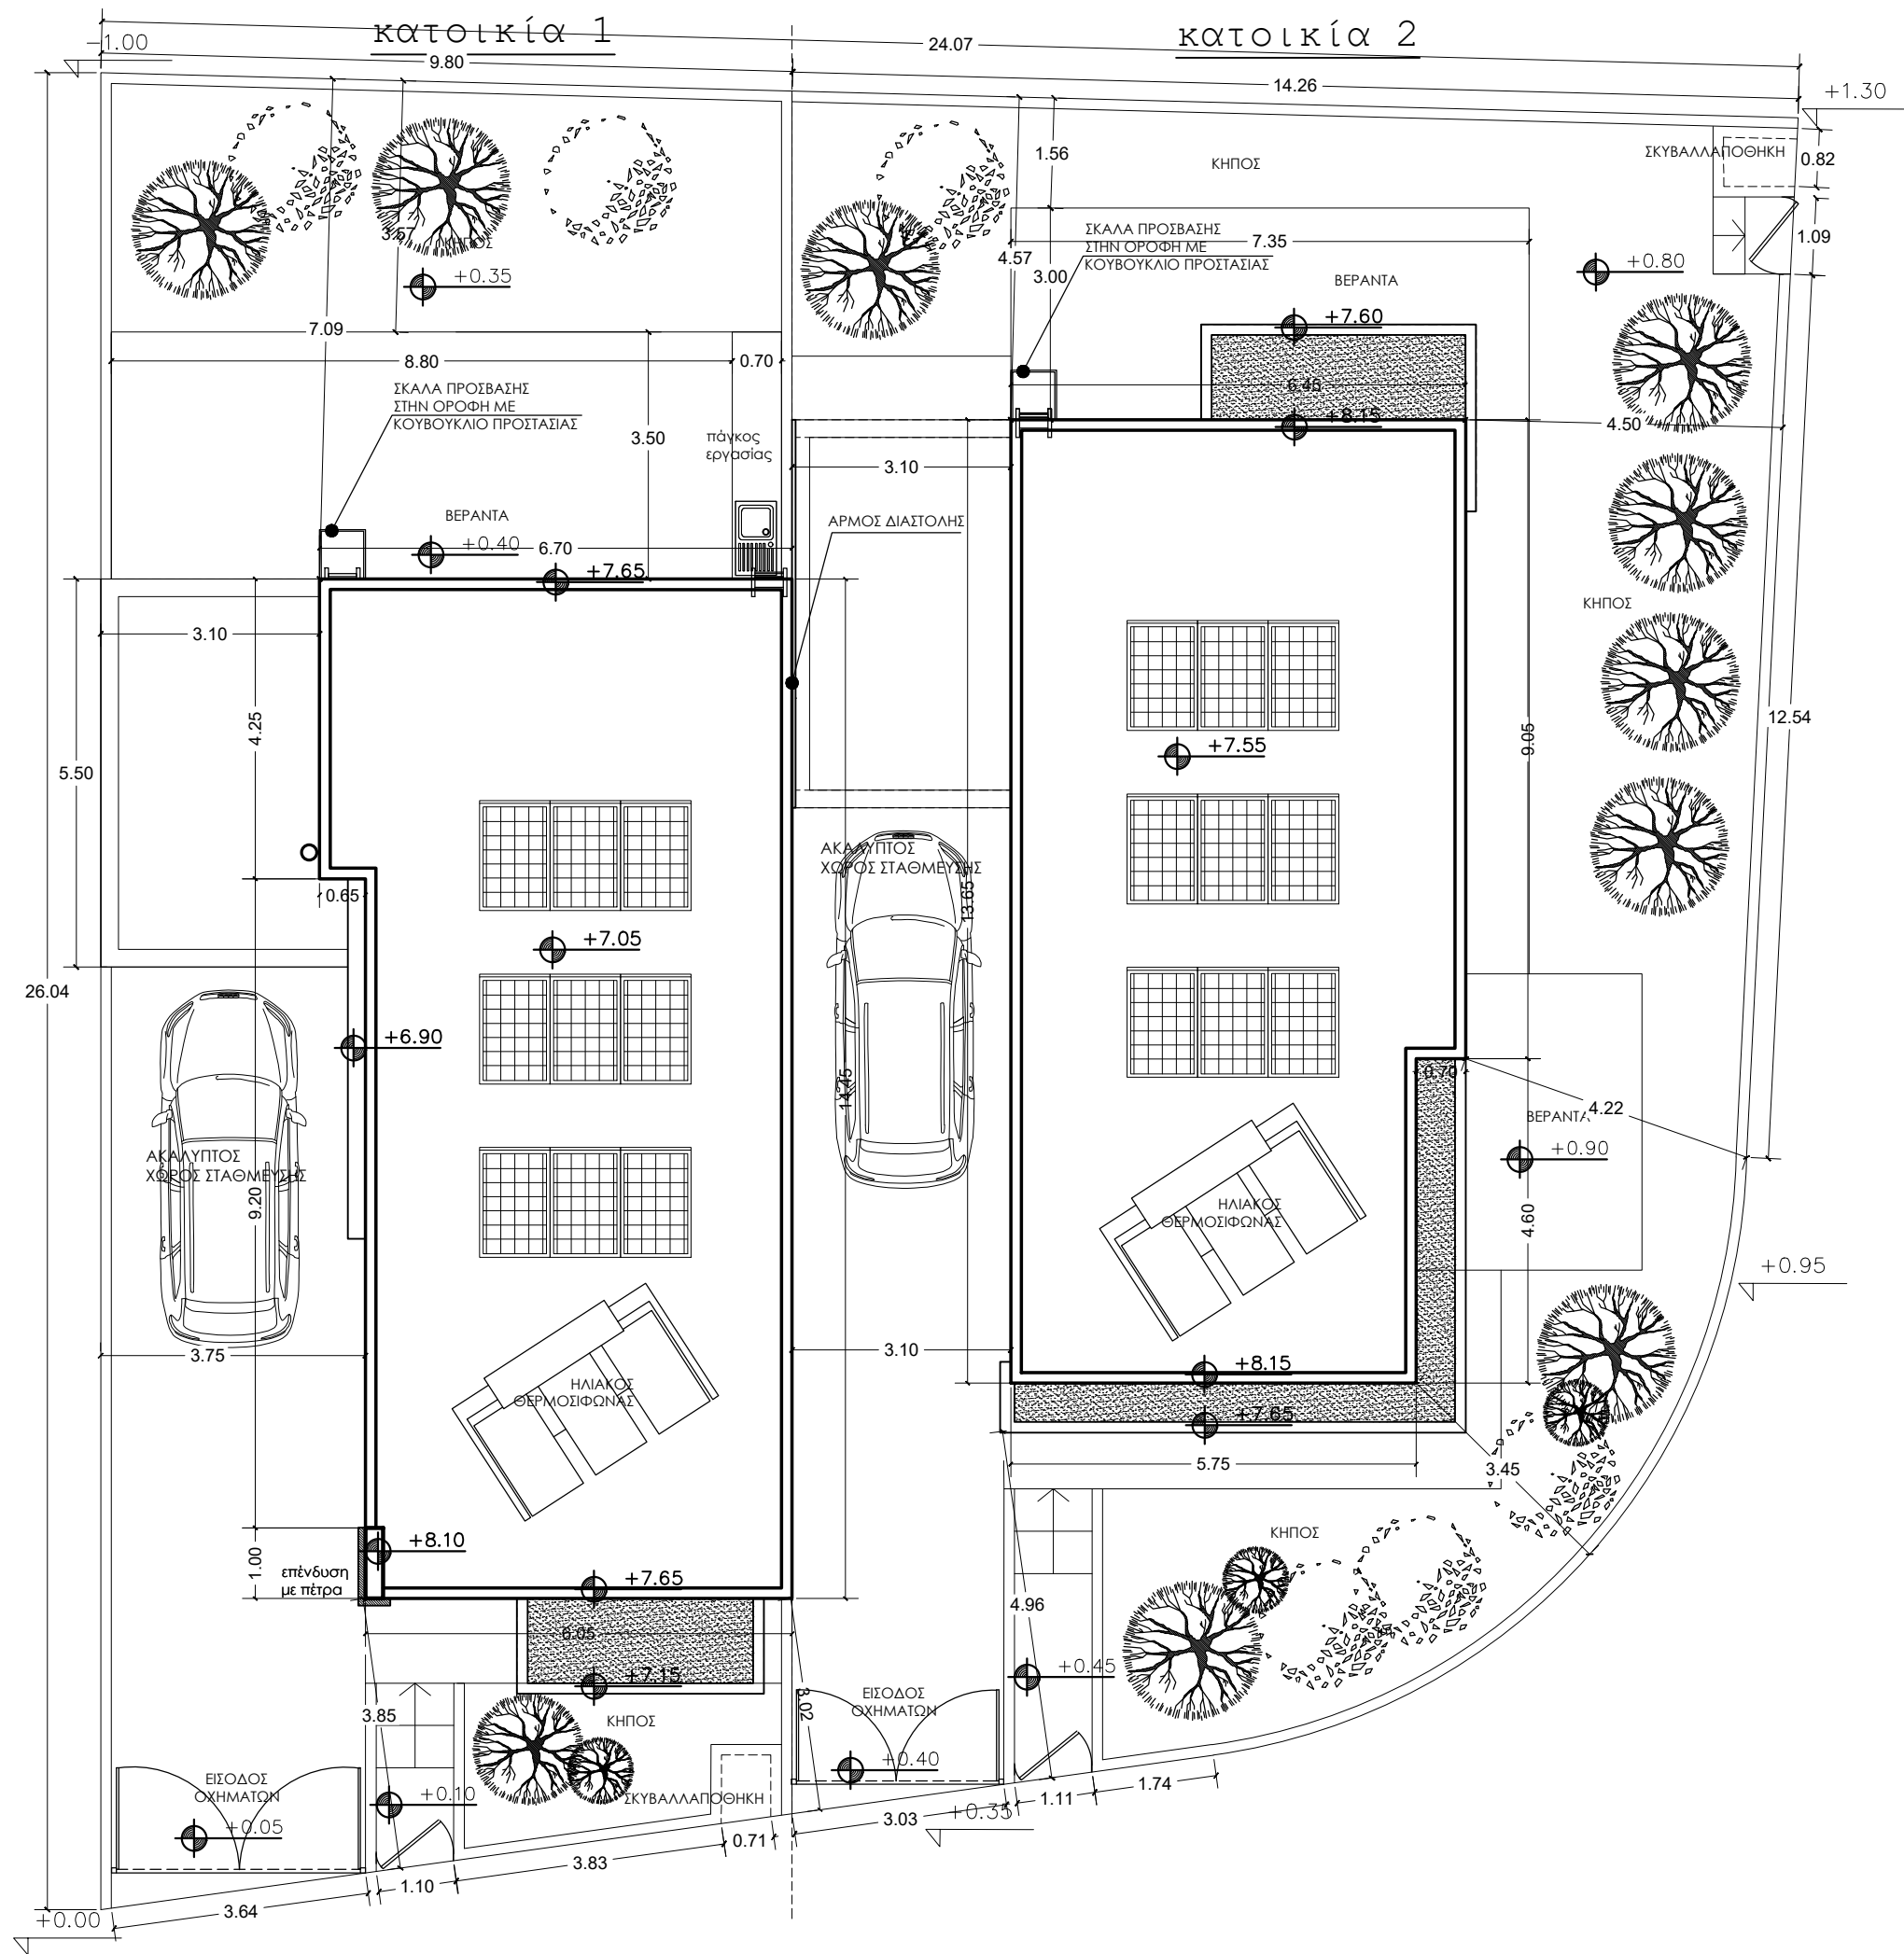 κατοικία 1
κατοικία 2
-1.00
24.07
9.80
14.26
+1.30
1.56
ΚΗΠΟΣ
ΣΚΥΒΑΛΛΑΠΟΘΗΚΗ
0.82
ΣΚΑΛΑ ΠΡΟΣΒΑΣΗΣ
ΣΤΗΝ ΟΡΟΦΗ ΜΕ
ΚΟΥΒΟΥΚΛΙΟ ΠΡΟΣΤΑΣΙΑΣ
7.35
1.09
ΚΗΠΟΣ
4.57
3.00
+0.35
+0.80
ΒΕΡΑΝΤΑ
+7.60
7.09
8.80
0.70
6.45
ΣΚΑΛΑ ΠΡΟΣΒΑΣΗΣ
ΣΤΗΝ ΟΡΟΦΗ ΜΕ
ΚΟΥΒΟΥΚΛΙΟ ΠΡΟΣΤΑΣΙΑΣ
+8.15
4.50
3.50
πάγκος
εργασίας
3.10
ΒΕΡΑΝΤΑ
ΑΡΜΟΣ ΔΙΑΣΤΟΛΗΣ
+0.40
6.70
+7.65
ΚΗΠΟΣ
3.10
12.54
4.25
9.05
5.50
+7.55
ΑΚΑΛΥΠΤΟΣ
ΧΩΡΟΣ ΣΤΑΘΜΕΥΣΗΣ
0.65
13.65
+7.05
26.04
+6.90
0.70
14.45
4.22
ΒΕΡΑΝΤΑ
+0.90
ΑΚΑΛΥΠΤΟΣ
ΧΩΡΟΣ ΣΤΑΘΜΕΥΣΗΣ
9.20
ΗΛΙΑΚΟΣ
ΘΕΡΜΟΣΙΦΩΝΑΣ
4.60
+0.95
3.75
3.10
+8.15
ΗΛΙΑΚΟΣ
ΘΕΡΜΟΣΙΦΩΝΑΣ
+7.65
5.75
3.45
+8.10
ΚΗΠΟΣ
1.00
επένδυση
με πέτρα
+7.65
4.96
6.05
+0.45
+7.15
3.85
3.02
ΕΙΣΟΔΟΣ
ΟΧΗΜΑΤΩΝ
ΚΗΠΟΣ
+0.40
ΕΙΣΟΔΟΣ
ΟΧΗΜΑΤΩΝ
+0.10
ΣΚΥΒΑΛΛΑΠΟΘΗΚΗ
1.11
1.74
+0.05
3.03
+0.35
0.71
3.83
1.10
3.64
+0.00